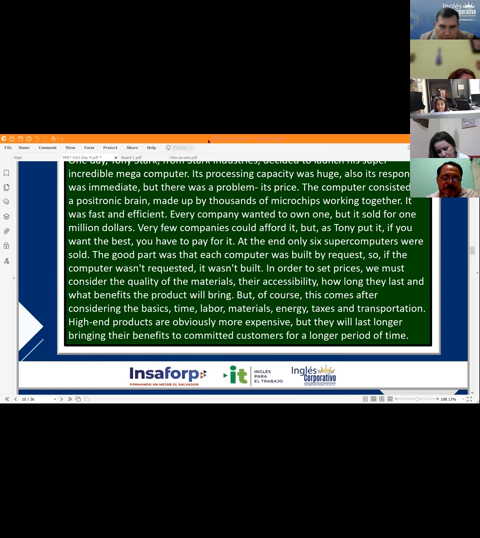 Inglés
Corporativo
File Home Comment View Form Protect Share Help
Start
One day, Tony Stark, from Stark Industries, decided to launch his super
incredible mega computer. Its processing capacity was huge, also its respon
was immediate, but there was a problem- its price. The computer consisted
a positronic brain, made up by thousands of microchips working together. It
was fast and efficient. Every company wanted to own one, but it sold for one
million dollars. Very few companies could afford it, but, as Tony put it, if you
want the best, you have to pay for it. At the end only six supercomputers were
sold. The good part was that each computer was built by request, so, if the
computer wasn't requested, it wasn't built. In order to set prices, we must
consider the quality of the materials, their accessibility, how long they last and
what benefits the product will bring. But, of course, this comes after
considering the basics, time, labor, materials, energy, taxes and transportation.
High-end products are obviously more expensive, but they will last longer
bringing their benefits to committed customers for a longer period of time.
Insaforp
FORMANDO UN MEJOR EL SALVADOR
it INGLÉS PARA EL TRABAJO
Inglés
Corporativo
108.13%